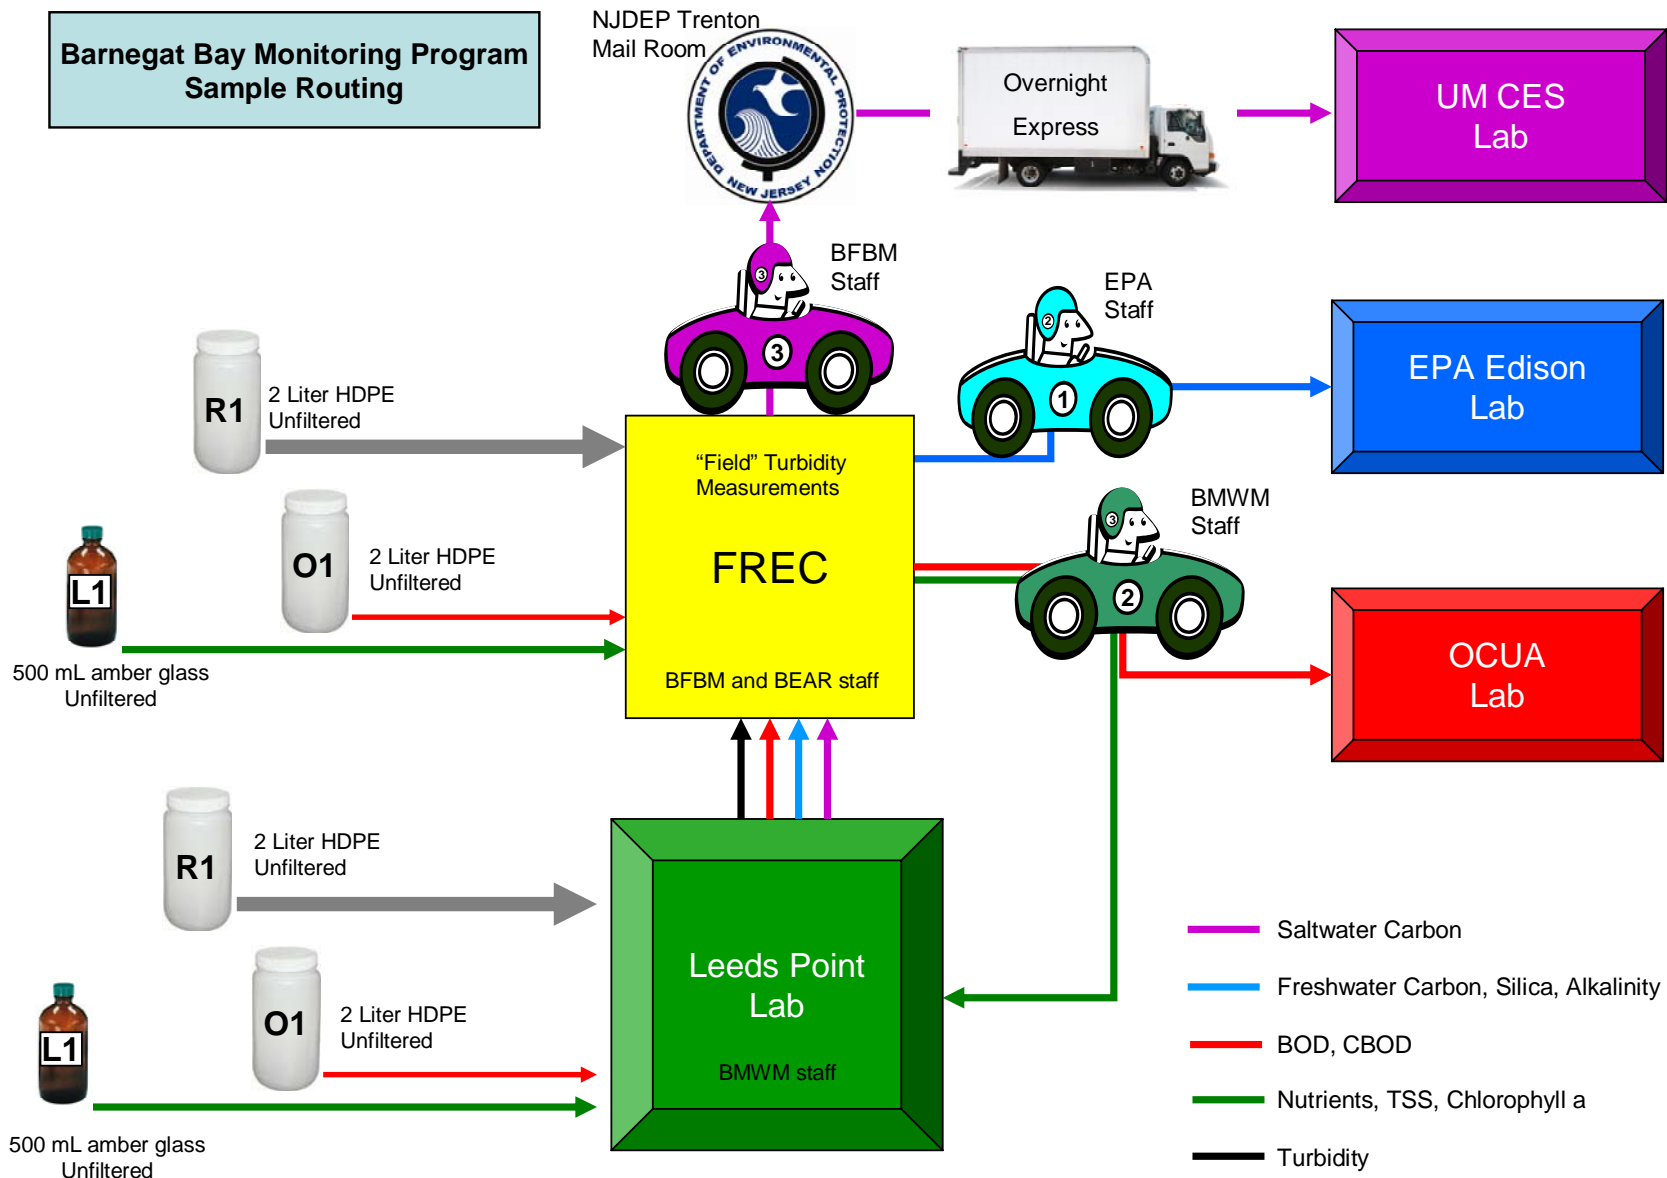 Barnegat Bay Monitoring Program
Sample Routing
NJDEP Trenton
Mail Room
DEPARTMENT OF ENVIRONMENTAL PROTECTION
NEW JERSEY
Overnight
Express
UM CES
Lab
BFBM
Staff
3
3
EPA
Staff
2
1
EPA Edison
Lab
R1
2 Liter HDPE
Unfiltered
"Field" Turbidity
Measurements
FREC
BFBM and BEAR staff
BMWM
Staff
3
2
O1
2 Liter HDPE
Unfiltered
L1
500 mL amber glass
Unfiltered
OCUA
Lab
R1
2 Liter HDPE
Unfiltered
Leeds Point
Lab
BMWM staff
O1
2 Liter HDPE
Unfiltered
L1
500 mL amber glass
Unfiltered
Saltwater Carbon
Freshwater Carbon, Silica, Alkalinity
BOD, CBOD
Nutrients, TSS, Chlorophyll a
Turbidity